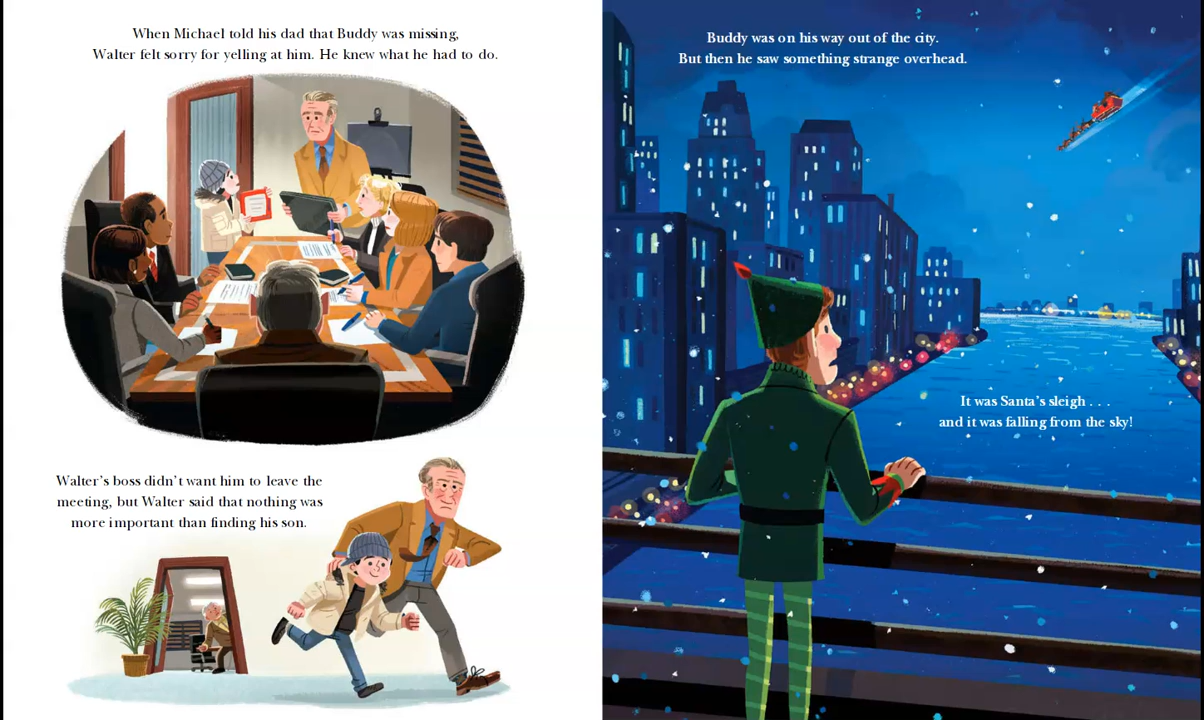 When Michael told his dad that Buddy was missing,
Walter felt sorry for yelling at him. He knew what he had to do.
Walter’s boss didn’t want him to leave the
meeting, but Walter said that nothing was
more important than finding his son.
Buddy was on his way out of the city.
But then he saw something strange overhead.
It was Santa’s sleigh . . .
and it was falling from the sky!